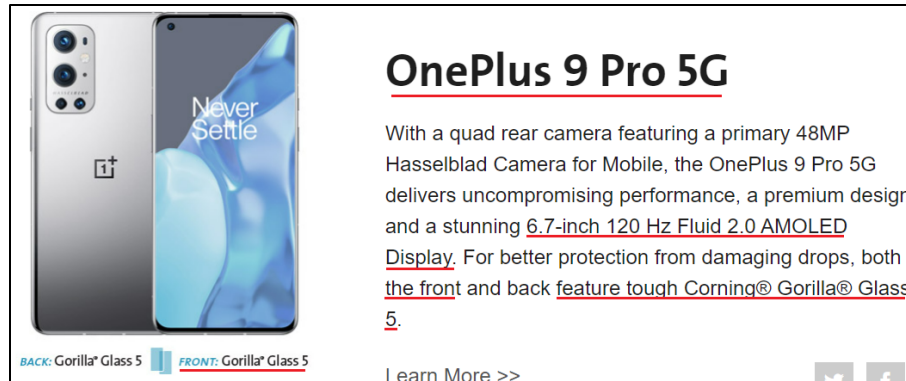 HASSELBLAD
Never
Settle
1+
BACK: Gorilla® Glass 5
FRONT: Gorilla® Glass 5
OnePlus 9 Pro 5G
With a quad rear camera featuring a primary 48MP
Hasselblad Camera for Mobile, the OnePlus 9 Pro 5G
delivers uncompromising performance, a premium design
and a stunning 6.7-inch 120 Hz Fluid 2.0 AMOLED
Display. For better protection from damaging drops, both
the front and back feature tough Corning® Gorilla® Glass
5.
Learn More >>